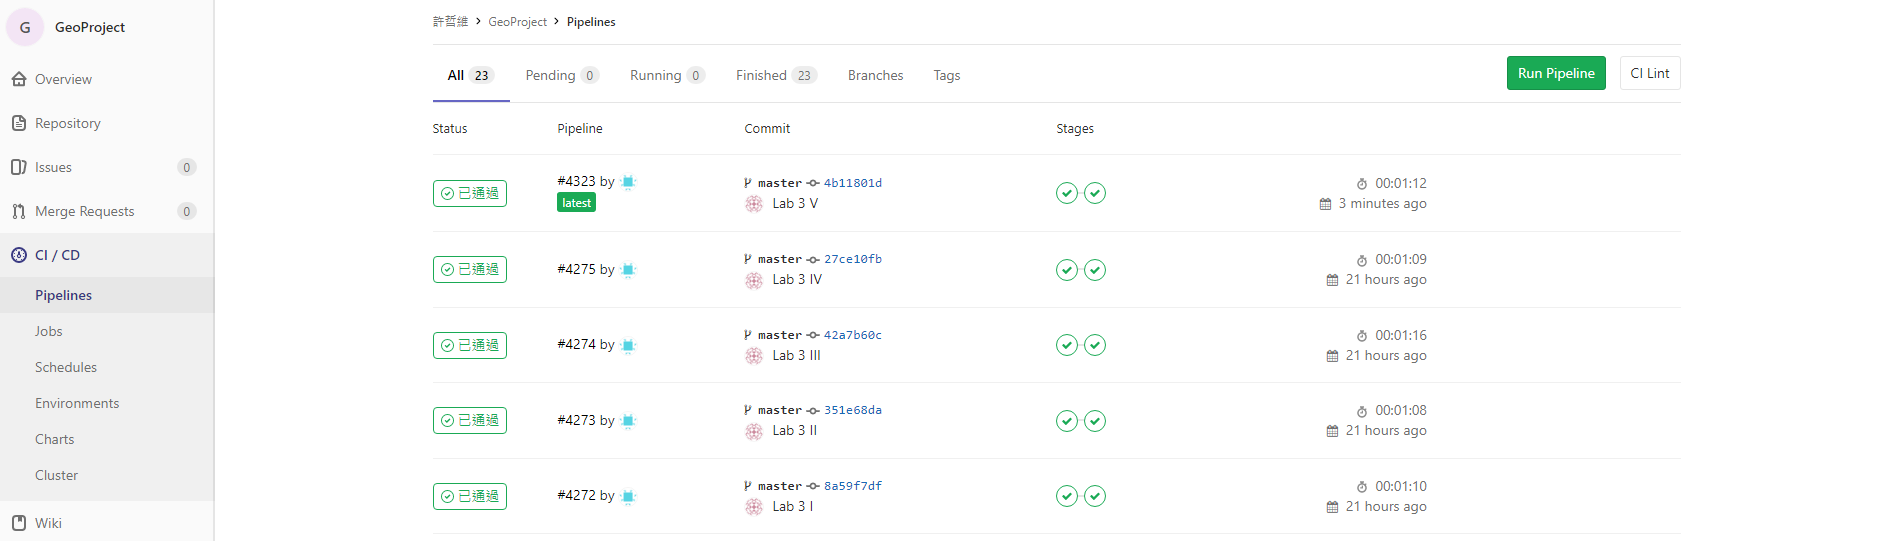 G GeoProject
Overview
Repository
Issues 0
Merge Requests 0
CI / CD
Pipelines
Jobs
Schedules
Environments
Charts
Cluster
Wiki
許哲維 > GeoProject > Pipelines
All 23 Pending 0 Running 0 Finished 23 Branches Tags Run Pipeline CI Lint
Status Pipeline Commit Stages
已通過 #4323 by latest master 4b11801d 00:01:12
Lab 3 V 3 minutes ago
已通過 #4275 by master 27ce10fb 00:01:09
Lab 3 IV 21 hours ago
已通過 #4274 by master 42a7b60c 00:01:16
Lab 3 III 21 hours ago
已通過 #4273 by master 351e68da 00:01:08
Lab 3 II 21 hours ago
已通過 #4272 by master 8a59f7df 00:01:10
Lab 3 I 21 hours ago